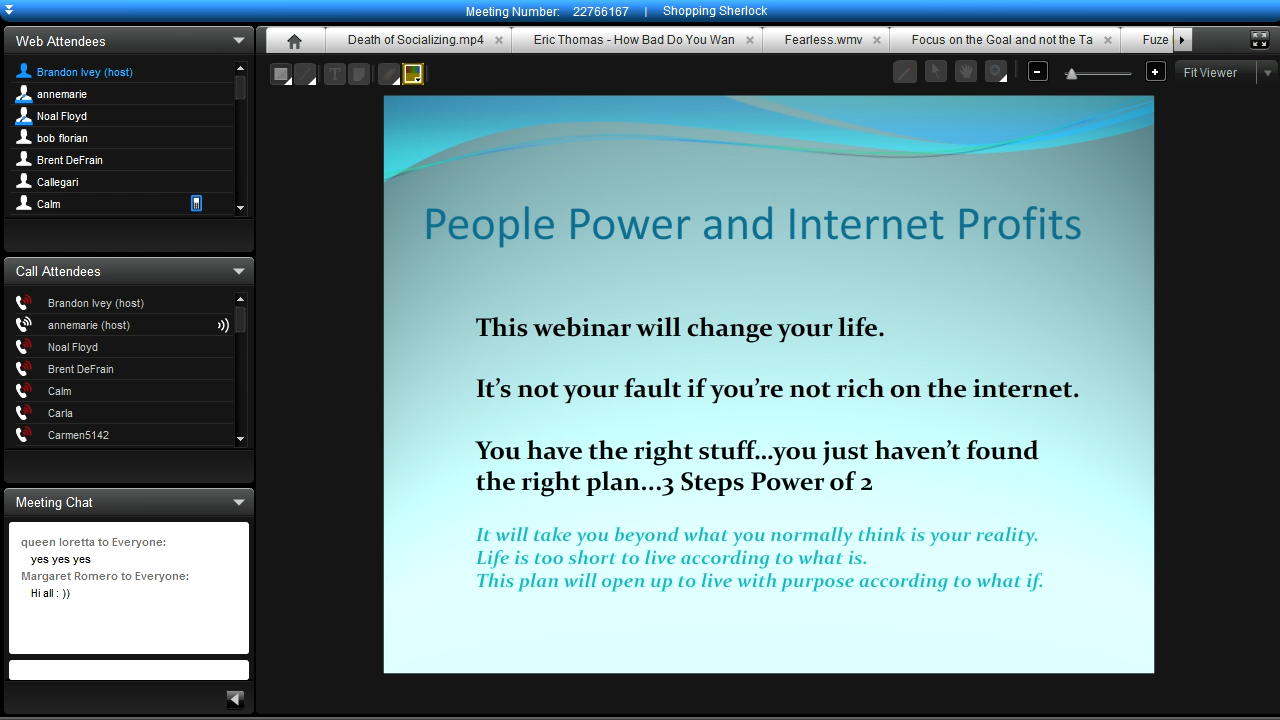 Meeting Number: 22766167 | Shopping Sherlock
Web Attendees
Brandon Ivey (host)
annemarie
Noal Floyd
bob florian
Brent DeFrain
Callegari
Calm
Call Attendees
Brandon Ivey (host)
annemarie (host)
Noal Floyd
Brent DeFrain
Calm
Carla
Carmen5142
Meeting Chat
queen loretta to Everyone:
yes yes yes
Margaret Romero to Everyone:
Hi all : ))
Death of Socializing.mp4
Eric Thomas - How Bad Do You Wan
Fearless.wmv
Focus on the Goal and not the Ta
Fuze
Fit Viewer
People Power and Internet Profits
This webinar will change your life.
It's not your fault if you're not rich on the internet.
You have the right stuff...you just haven't found
the right plan...3 Steps Power of 2
It will take you beyond what you normally think is your reality.
Life is too short to live according to what is.
This plan will open up to live with purpose according to what if.